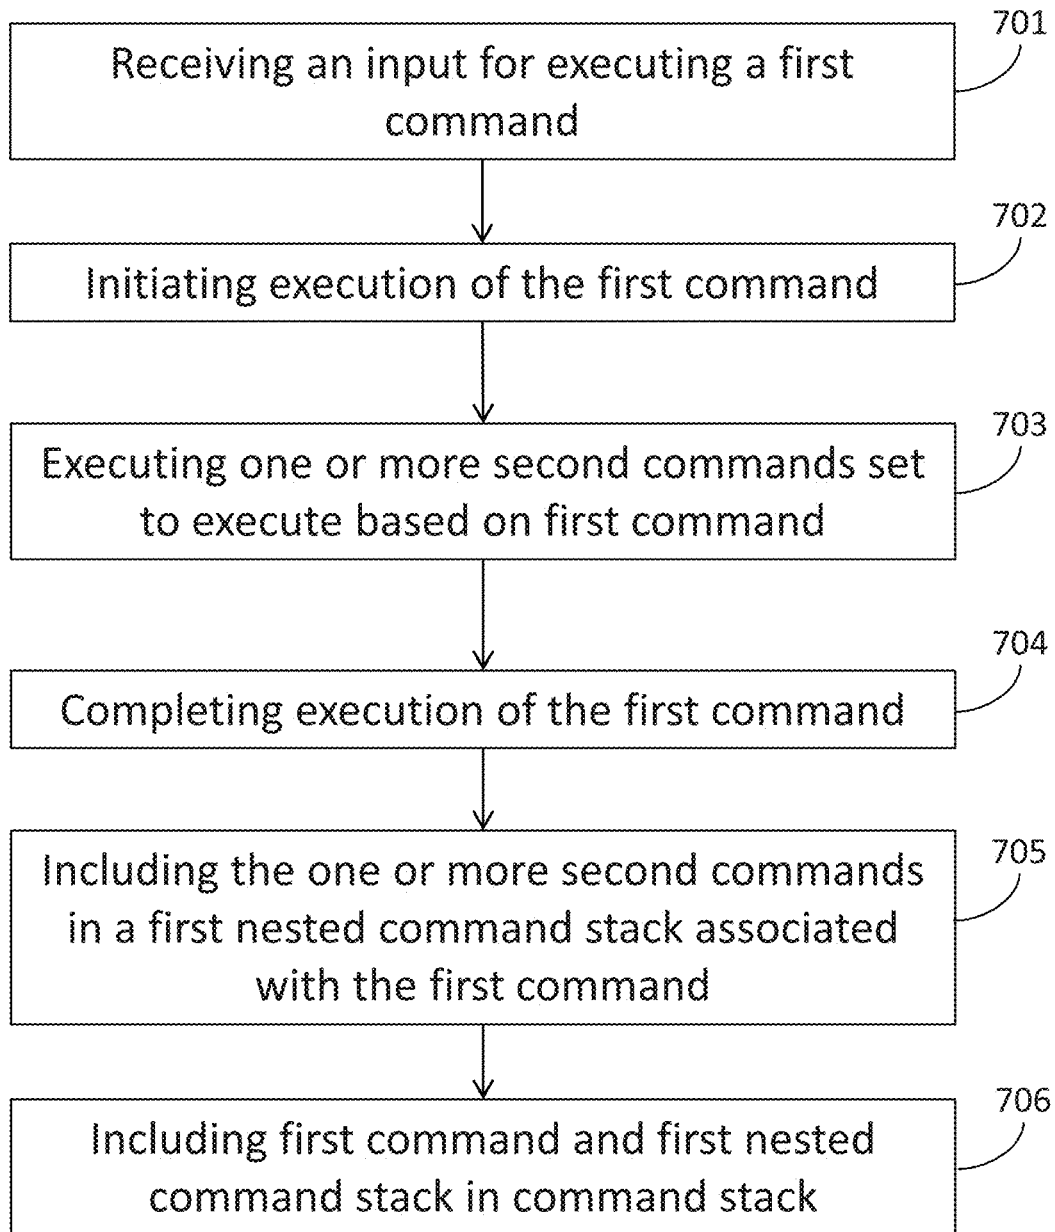 701
Receiving an input for executing a first
command
702
Initiating execution of the first command
703
Executing one or more second commands set
to execute based on first command
704
Completing execution of the first command
705
Including the one or more second commands
in a first nested command stack associated
with the first command
706
Including first command and first nested
command stack in command stack